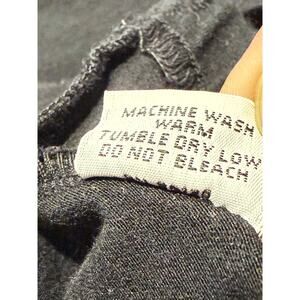 MACHINE WASH
WARM
TUMBLE DRY LOW
DO NOT BLEACH